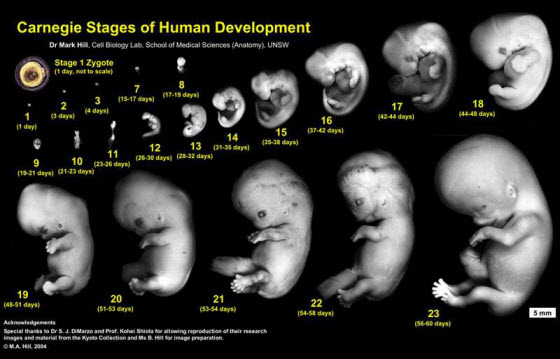 Carnegie Stages of Human Development
Dr Mark Hill, Cell Biology Lab, School of Medical Sciences (Anatomy), UNSW
Stage 1 Zygote
(1 day, not to scale)
1
(1 day)
2
(3 days)
3
(4 days)
7
(15-17 days)
8
(17-19 days)
9
(19-21 days)
10
(21-23 days)
11
(23-26 days)
12
(26-30 days)
13
(28-32 days)
14
(31-35 days)
15
(35-38 days)
16
(37-42 days)
17
(42-44 days)
18
(44-48 days)
19
(48-51 days)
20
(51-53 days)
21
(53-54 days)
22
(54-58 days)
23
(56-60 days)
5 mm
Acknowledgements
Special thanks to Dr S. J. DiMarzo and Prof. Kohei Shiota for allowing reproduction of their research
images and material from the Kyoto Collection and Ms B. Hill for image preparation.
© M.A. Hill, 2004